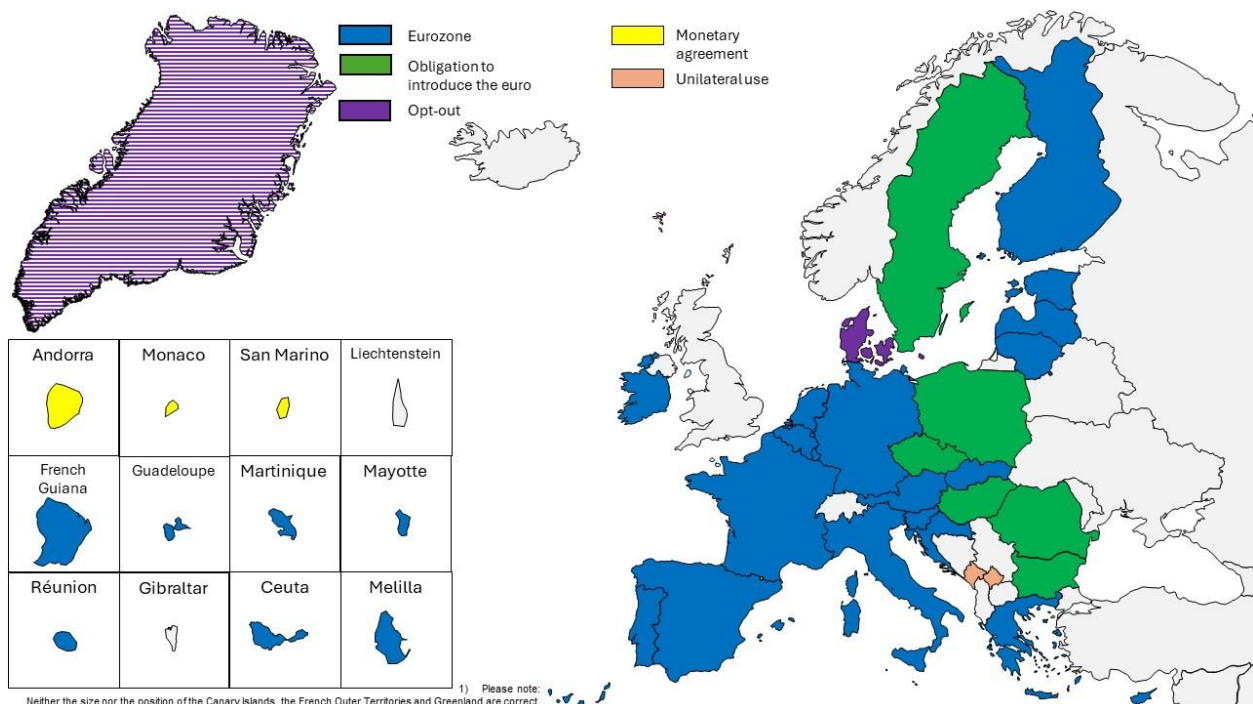 Eurozone
Obligation to
introduce the euro
Opt-out
Monetary
agreement
Unilateral use
Andorra
Monaco
San Marino
Liechtenstein
French
Guiana
Guadeloupe
Martinique
Mayotte
Réunion
Gibraltar
Ceuta
Melilla
1) Please note:
Neither the size nor the position of the Canary Islands, the French Outer Territories and Greenland are correct